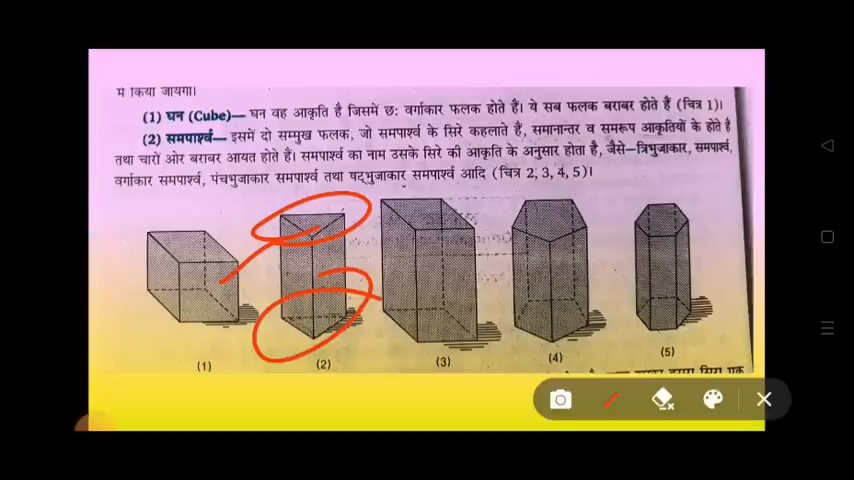 में किया जायगा।
(1) घन (Cube)— घन वह आकृति है जिसमें छः वर्गाकार फलक होते हैं। ये सब फलक बराबर होते हैं (चित्र 1)।
(2) समपार्श्व— इसमें दो सम्मुख फलक, जो समपार्श्व के सिरे कहलाते हैं, समानान्तर व समरूप आकृतियों के होते है
तथा चारों ओर बराबर आयत होते हैं। समपार्श्व का नाम उसके सिरे की आकृति के अनुसार होता है, जैसे—त्रिभुजाकार, समपार्श्व,
वर्गाकार समपार्श्व, पंचभुजाकार समपार्श्व तथा षट्भुजाकार समपार्श्व आदि (चित्र 2, 3, 4, 5)।
(1) (2) (3) (4) (5)